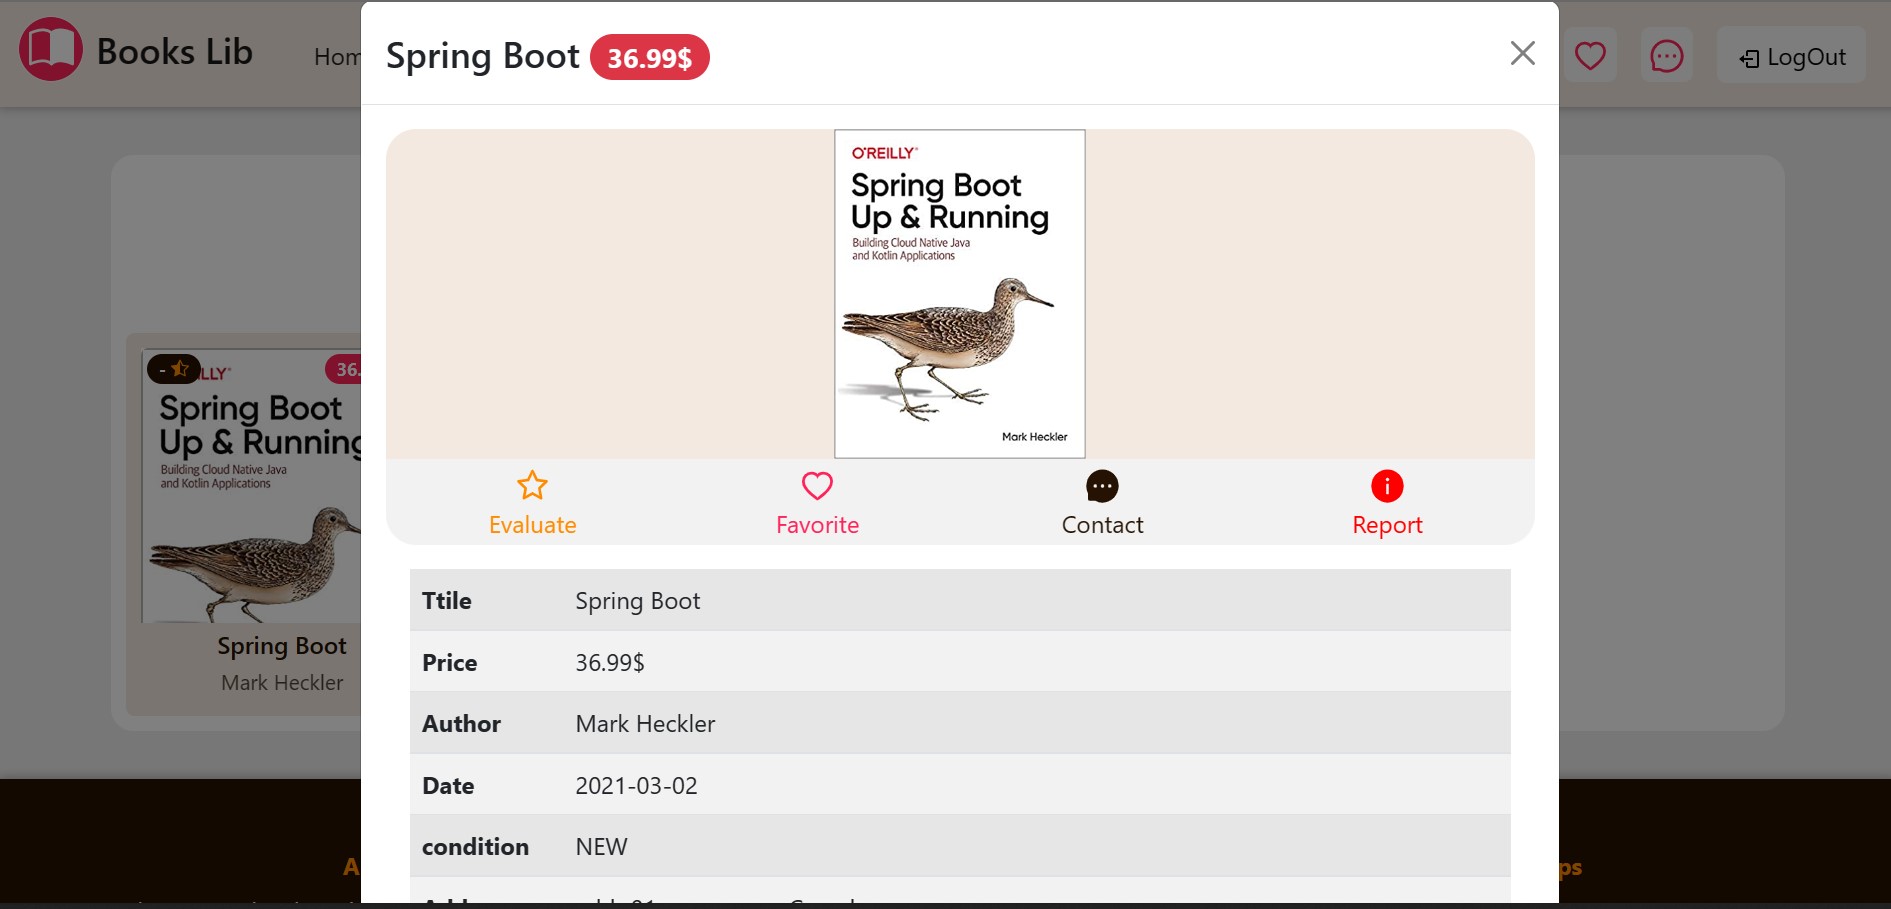 Books Lib
Hom
Spring Boot 36.99$
LogOut
O'REILLY
Spring Boot
Up & Running
Building Cloud Native Java
and Kotlin Applications
Mark Heckler
Evaluate
Favorite
Contact
Report
- 
36.
LLY
Spring Boot
Up & Running
Building Cloud Native Java
and Kotlin Applications
Spring Boot
Mark Heckler
Ttile Spring Boot
Price 36.99$
Author Mark Heckler
Date 2021-03-02
condition NEW
A
ps